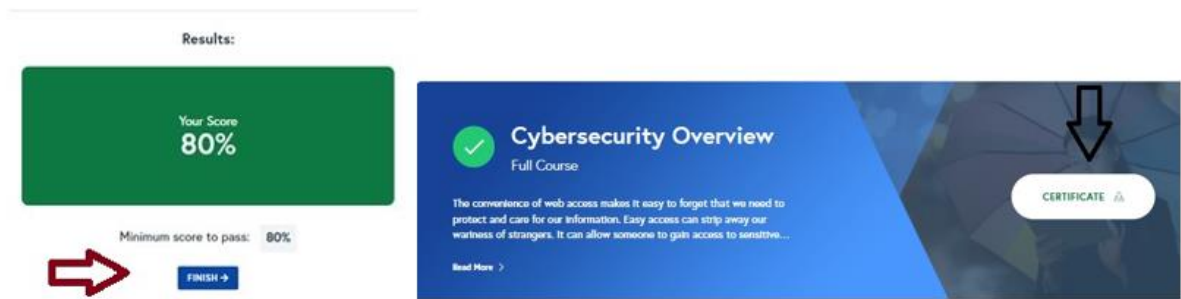 Results:
Your Score
80%
Minimum score to pass: 80%
FINISH →
Cybersecurity Overview
Full Course
The convenience of web access makes it easy to forget that we need to
protect and care for our information. Easy access can strip away our
wariness of strangers. It can allow someone to gain access to sensitive...
Read More >
CERTIFICATE